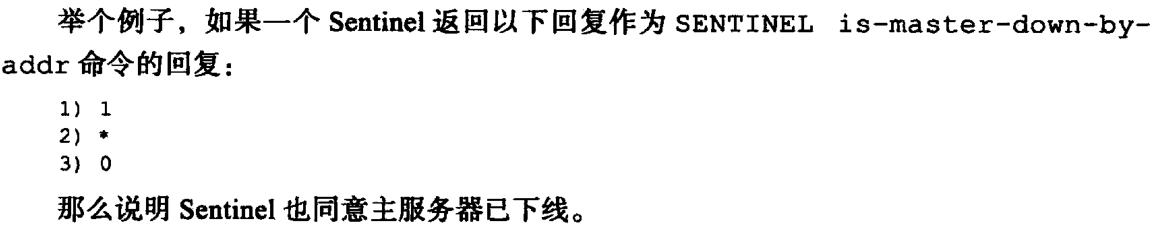 举个例子，如果一个 Sentinel 返回以下回复作为 SENTINEL is-master-down-by-
addr 命令的回复：
1) 1
2) *
3) 0
那么说明 Sentinel 也同意主服务器已下线。